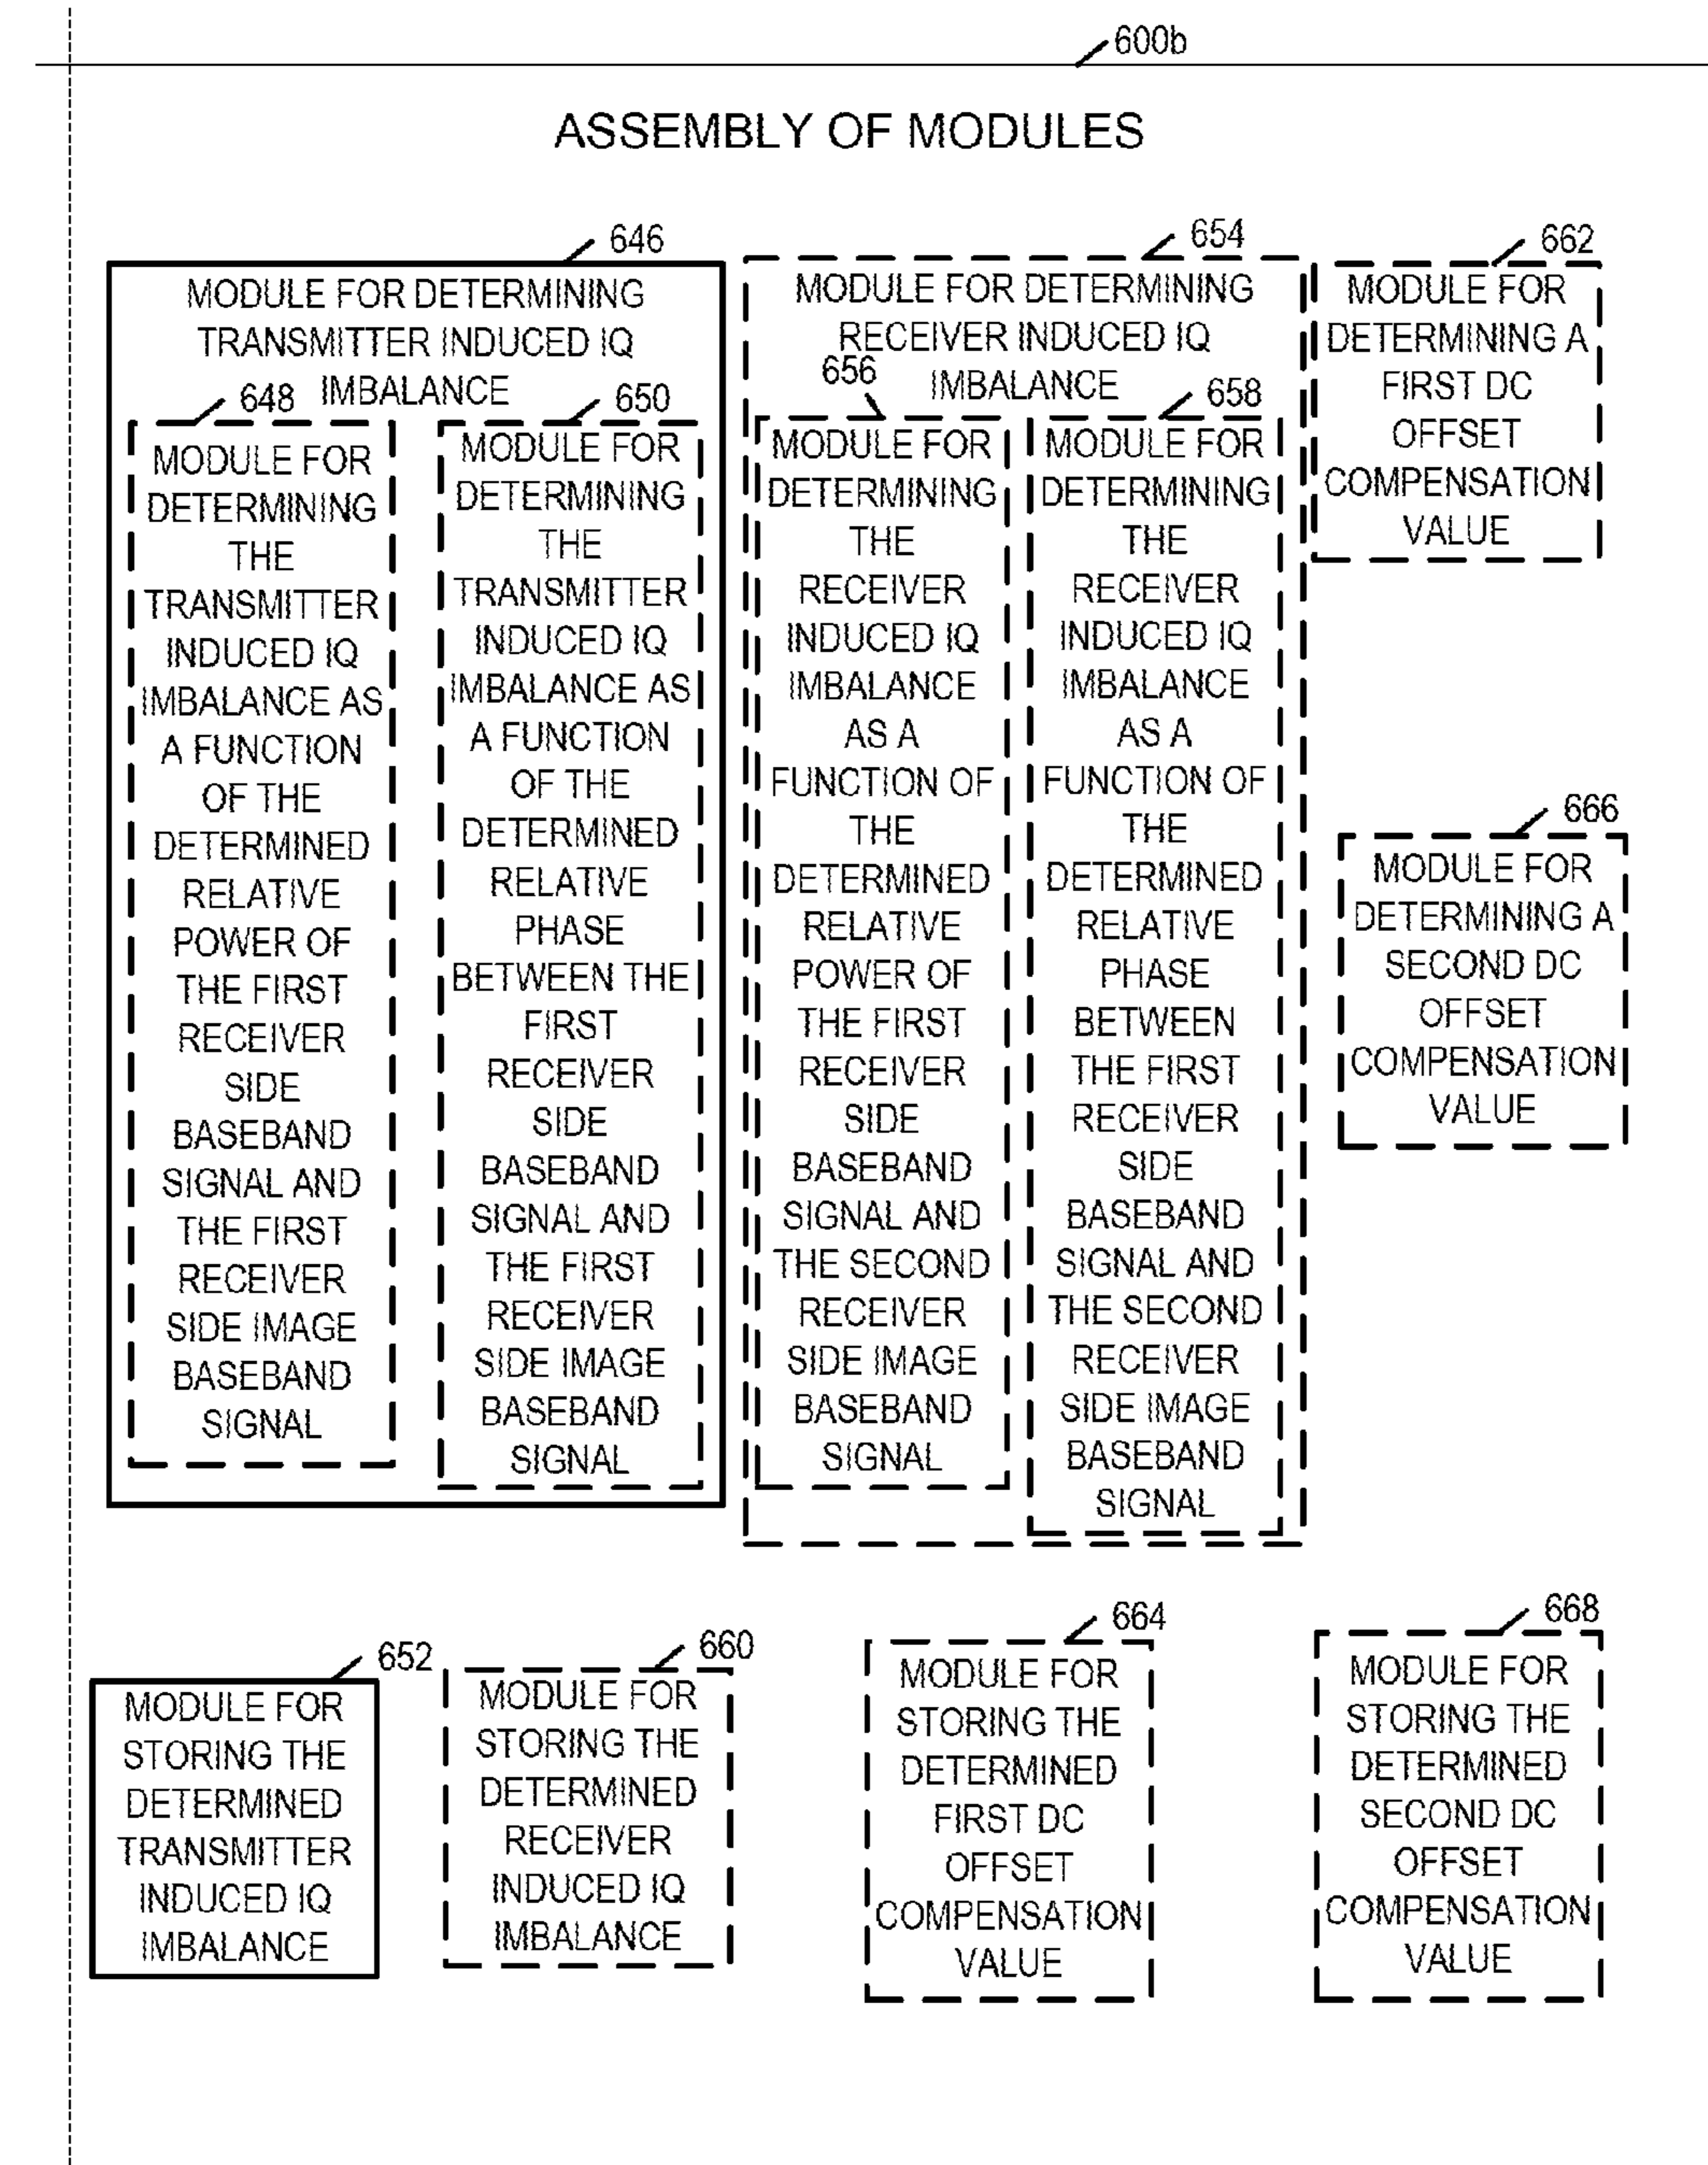 600b
ASSEMBLY OF MODULES
646
MODULE FOR DETERMINING
TRANSMITTER INDUCED IQ
IMBALANCE
648
MODULE FOR
DETERMINING
THE
TRANSMITTER
INDUCED IQ
IMBALANCE AS
A FUNCTION
OF THE
DETERMINED
RELATIVE
POWER OF
THE FIRST
RECEIVER
SIDE
BASEBAND
SIGNAL AND
THE FIRST
RECEIVER
SIDE IMAGE
BASEBAND
SIGNAL
650
MODULE FOR
DETERMINING
THE
TRANSMITTER
INDUCED IQ
IMBALANCE AS
A FUNCTION
OF THE
DETERMINED
RELATIVE
PHASE
BETWEEN THE
FIRST
RECEIVER
SIDE
BASEBAND
SIGNAL AND
THE FIRST
RECEIVER
SIDE IMAGE
BASEBAND
SIGNAL
654
MODULE FOR DETERMINING
RECEIVER INDUCED IQ
IMBALANCE
656
MODULE FOR
DETERMINING
THE
RECEIVER
INDUCED IQ
IMBALANCE
AS A
FUNCTION OF
THE
DETERMINED
RELATIVE
POWER OF
THE FIRST
RECEIVER
SIDE
BASEBAND
SIGNAL AND
THE SECOND
RECEIVER
SIDE IMAGE
BASEBAND
SIGNAL
658
MODULE FOR
DETERMINING
THE
RECEIVER
INDUCED IQ
IMBALANCE
AS A
FUNCTION OF
THE
DETERMINED
RELATIVE
PHASE
BETWEEN
THE FIRST
RECEIVER
SIDE
BASEBAND
SIGNAL AND
THE SECOND
RECEIVER
SIDE IMAGE
BASEBAND
SIGNAL
662
MODULE FOR
DETERMINING A
FIRST DC
OFFSET
COMPENSATION
VALUE
666
MODULE FOR
DETERMINING A
SECOND DC
OFFSET
COMPENSATION
VALUE
652
MODULE FOR
STORING THE
DETERMINED
TRANSMITTER
INDUCED IQ
IMBALANCE
660
MODULE FOR
STORING THE
DETERMINED
RECEIVER
INDUCED IQ
IMBALANCE
664
MODULE FOR
STORING THE
DETERMINED
FIRST DC
OFFSET
COMPENSATION
VALUE
668
MODULE FOR
STORING THE
DETERMINED
SECOND DC
OFFSET
COMPENSATION
VALUE